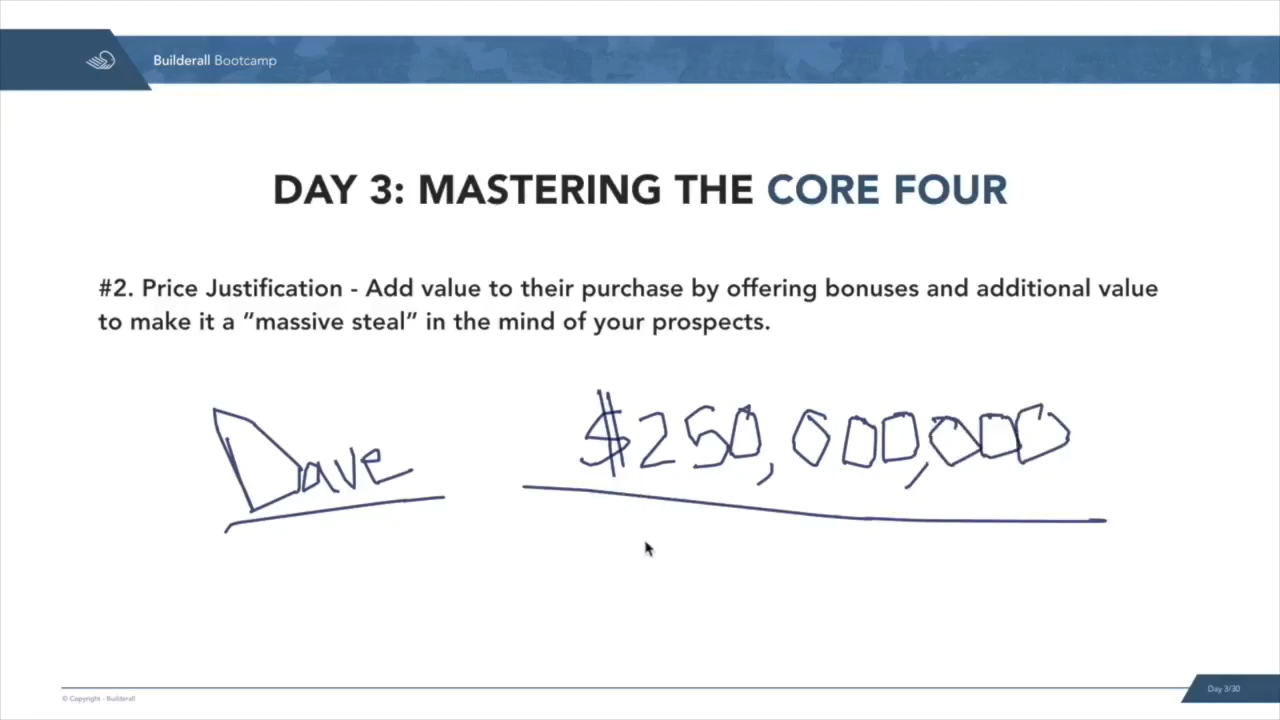 Builderall Bootcamp
DAY 3: MASTERING THE CORE FOUR
#2. Price Justification - Add value to their purchase by offering bonuses and additional value
to make it a “massive steal” in the mind of your prospects.
Dave $250,000,000
© Copyright - Builderall
Day 3/30